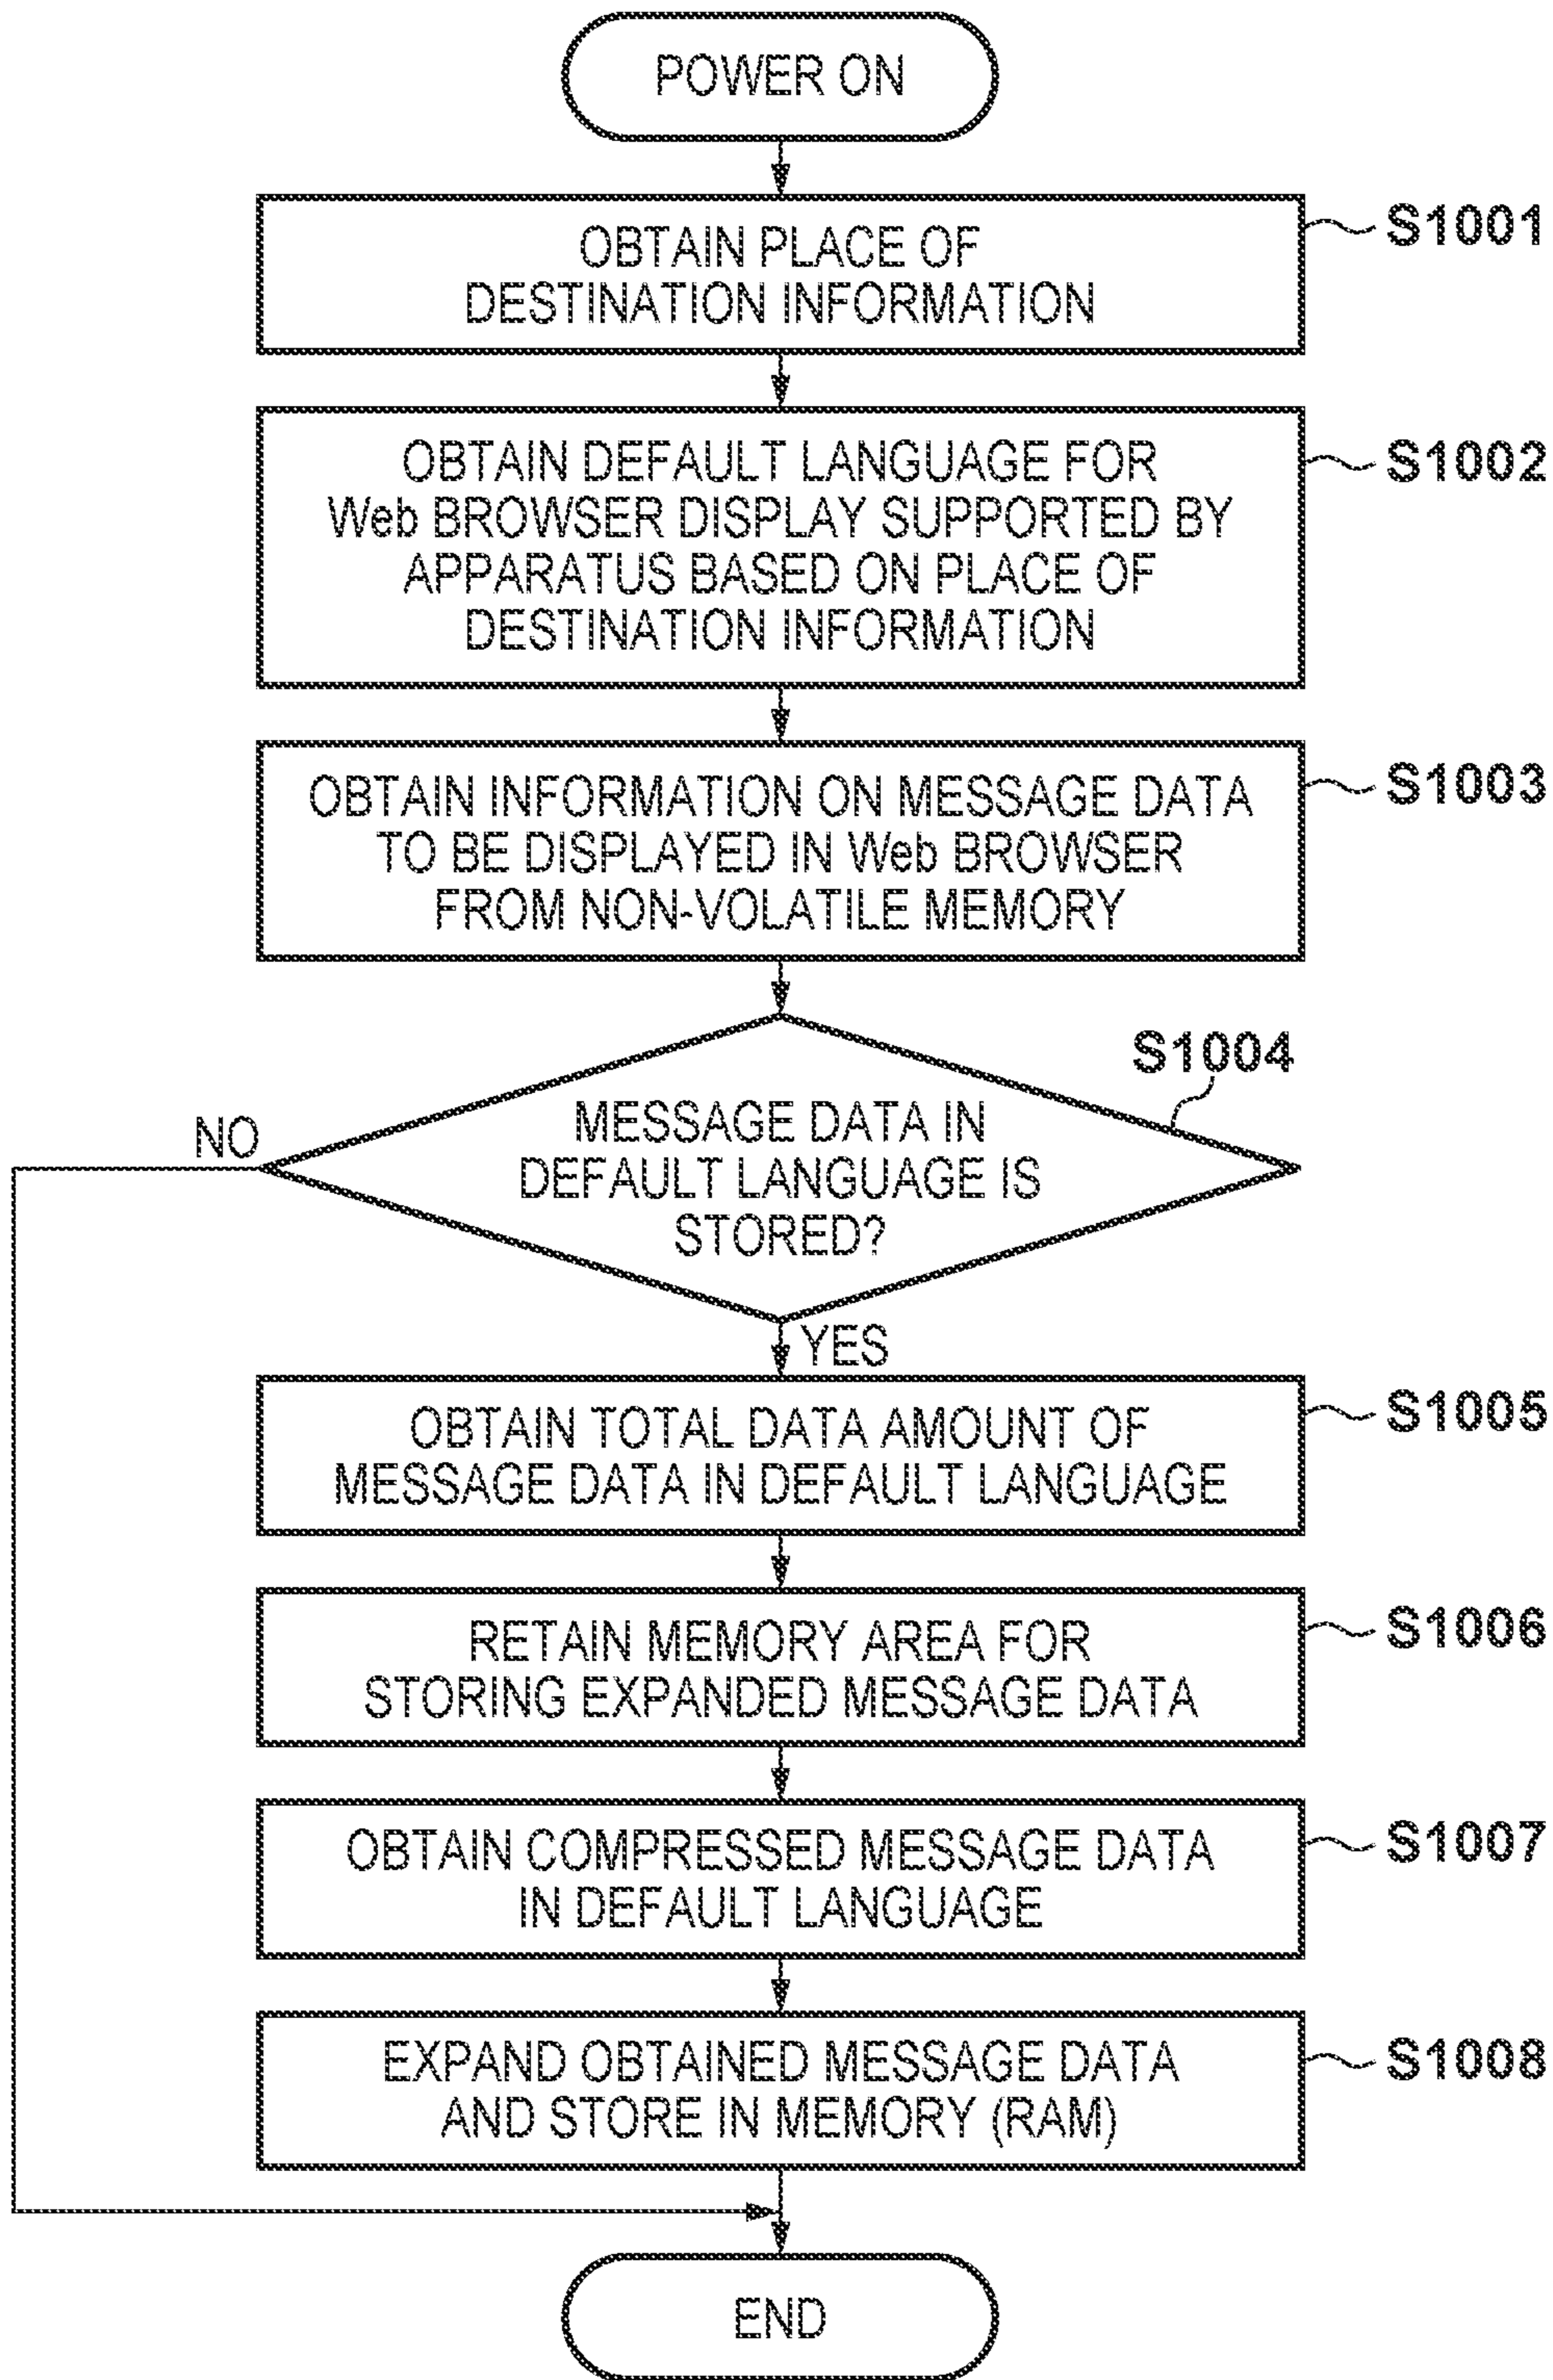 POWER ON
OBTAIN PLACE OF
DESTINATION INFORMATION
S1001
OBTAIN DEFAULT LANGUAGE FOR
Web BROWSER DISPLAY SUPPORTED BY
APPARATUS BASED ON PLACE OF
DESTINATION INFORMATION
S1002
OBTAIN INFORMATION ON MESSAGE DATA
TO BE DISPLAYED IN Web BROWSER
FROM NON-VOLATILE MEMORY
S1003
S1004
NO
MESSAGE DATA IN
DEFAULT LANGUAGE IS
STORED?
YES
OBTAIN TOTAL DATA AMOUNT OF
MESSAGE DATA IN DEFAULT LANGUAGE
S1005
RETAIN MEMORY AREA FOR
STORING EXPANDED MESSAGE DATA
S1006
OBTAIN COMPRESSED MESSAGE DATA
IN DEFAULT LANGUAGE
S1007
EXPAND OBTAINED MESSAGE DATA
AND STORE IN MEMORY (RAM)
S1008
END